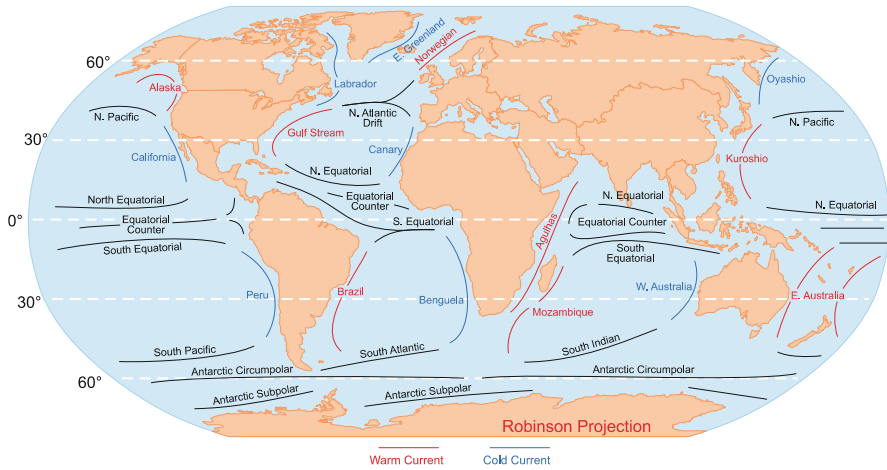 E. Greenland
Norwegian
60°
Alaska
Labrador
Oyashio
N. Pacific
N. Atlantic
Drift
N. Pacific
30°
Gulf Stream
California
Canary
Kuroshio
N. Equatorial
North Equatorial
Equatorial
Counter
N. Equatorial
N. Equatorial
0°
Equatorial
Counter
S. Equatorial
Agulhas
Equatorial Counter
South Equatorial
South
Equatorial
Peru
Brazil
Benguela
W. Australia
E. Australia
30°
Mozambique
South Pacific
South Atlantic
South Indian
Antarctic Circumpolar
Antarctic Circumpolar
60°
Antarctic Subpolar
Antarctic Subpolar
Robinson Projection
Warm Current
Cold Current